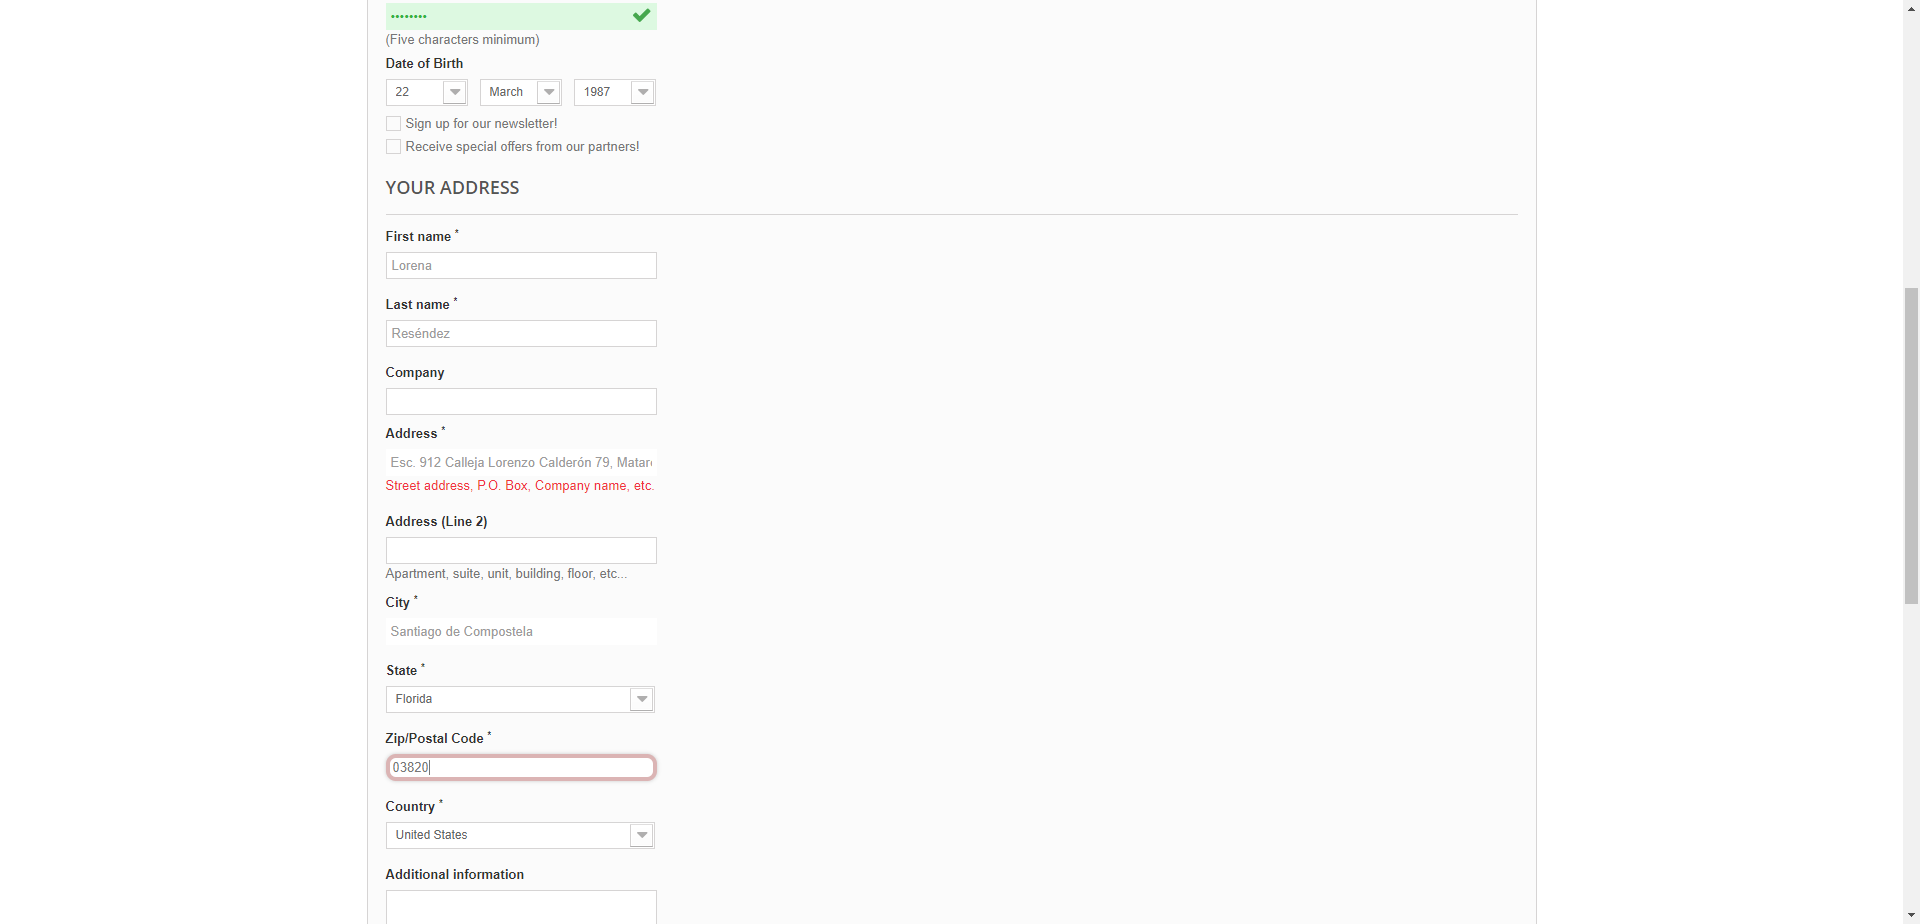 ••••••••
(Five characters minimum)
Date of Birth
22 March 1987
Sign up for our newsletter!
Receive special offers from our partners!
YOUR ADDRESS
First name *
Lorena
Last name *
Reséndez
Company
Address *
Esc. 912 Calleja Lorenzo Calderón 79, Mataró
Street address, P.O. Box, Company name, etc.
Address (Line 2)
Apartment, suite, unit, building, floor, etc...
City *
Santiago de Compostela
State *
Florida
Zip/Postal Code *
03820
Country *
United States
Additional information